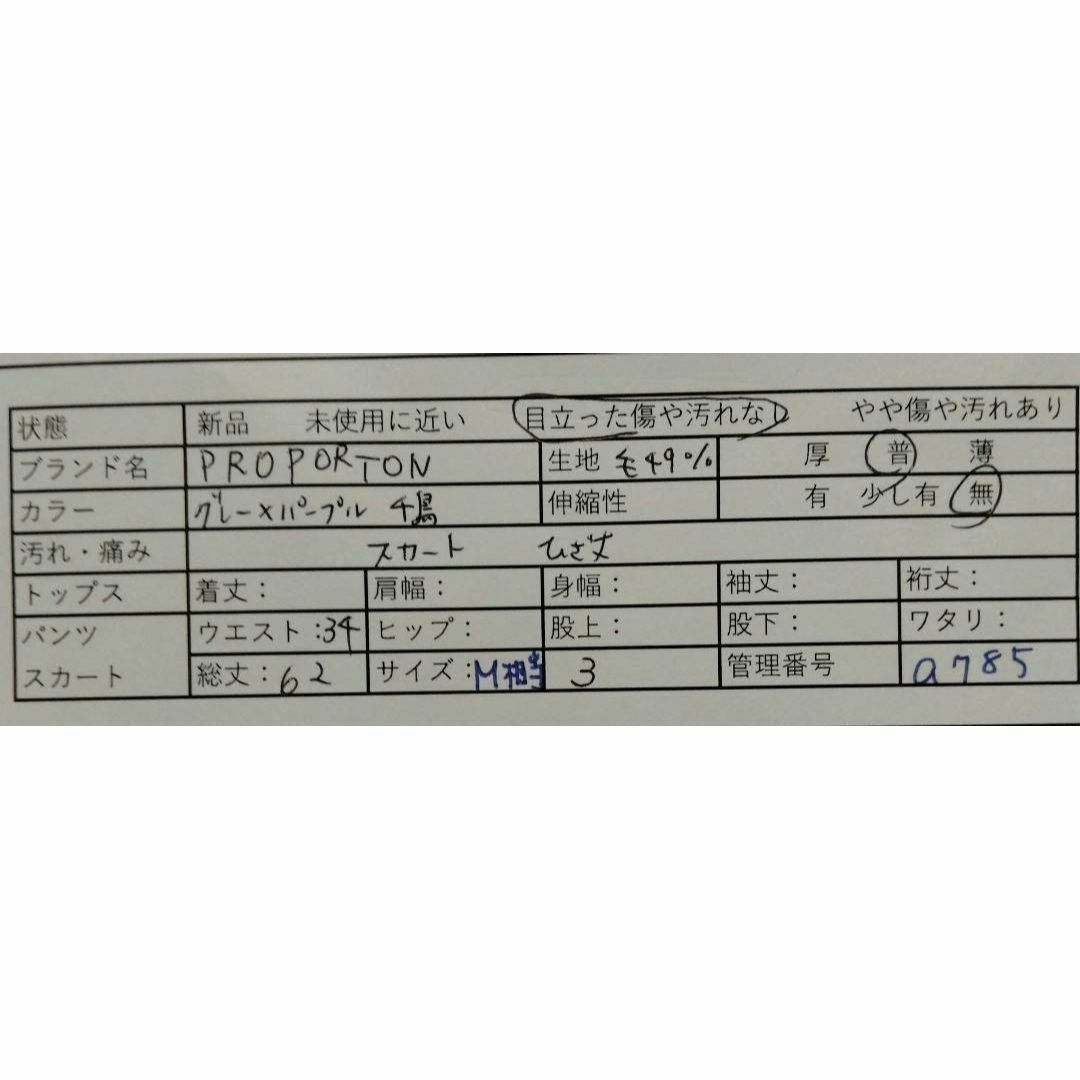 状態 新品 未使用に近い 目立った傷や汚れなし やや傷や汚れあり
ブランド名 PROPORTON 生地 毛49% 厚 普 薄
カラー グレー×パープル 千鳥 伸縮性 有 少し有 無
汚れ・痛み スカート ひざ丈
トップス 着丈: 肩幅: 身幅: 袖丈: 裄丈:
パンツ ウエスト:34 ヒップ: 股上: 股下: ワタリ:
スカート 総丈:62 サイズ:M相当 3 管理番号 a785